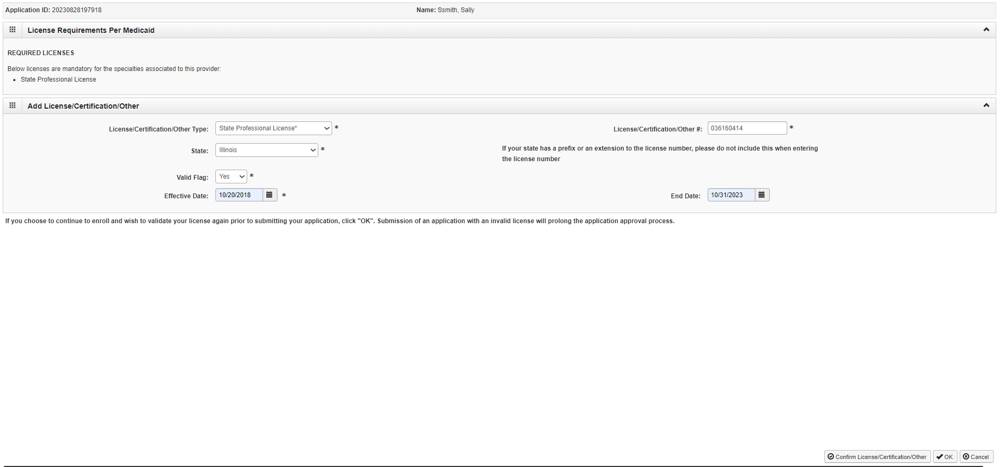 Application ID: 20230828197918 Name: Ssmith, Sally
License Requirements Per Medicaid
REQUIRED LICENSES
Below licenses are mandatory for the specialties associated to this provider:
• State Professional License
Add License/Certification/Other
License/Certification/Other Type: State Professional License* * License/Certification/Other #: 036160414 *
State: Illinois * If your state has a prefix or an extension to the license number, please do not include this when entering
the license number
Valid Flag: Yes *
Effective Date: 10/20/2018 * End Date: 10/31/2023
If you choose to continue to enroll and wish to validate your license again prior to submitting your application, click "OK". Submission of an application with an invalid license will prolong the application approval process.
Confirm License/Certification/Other OK Cancel